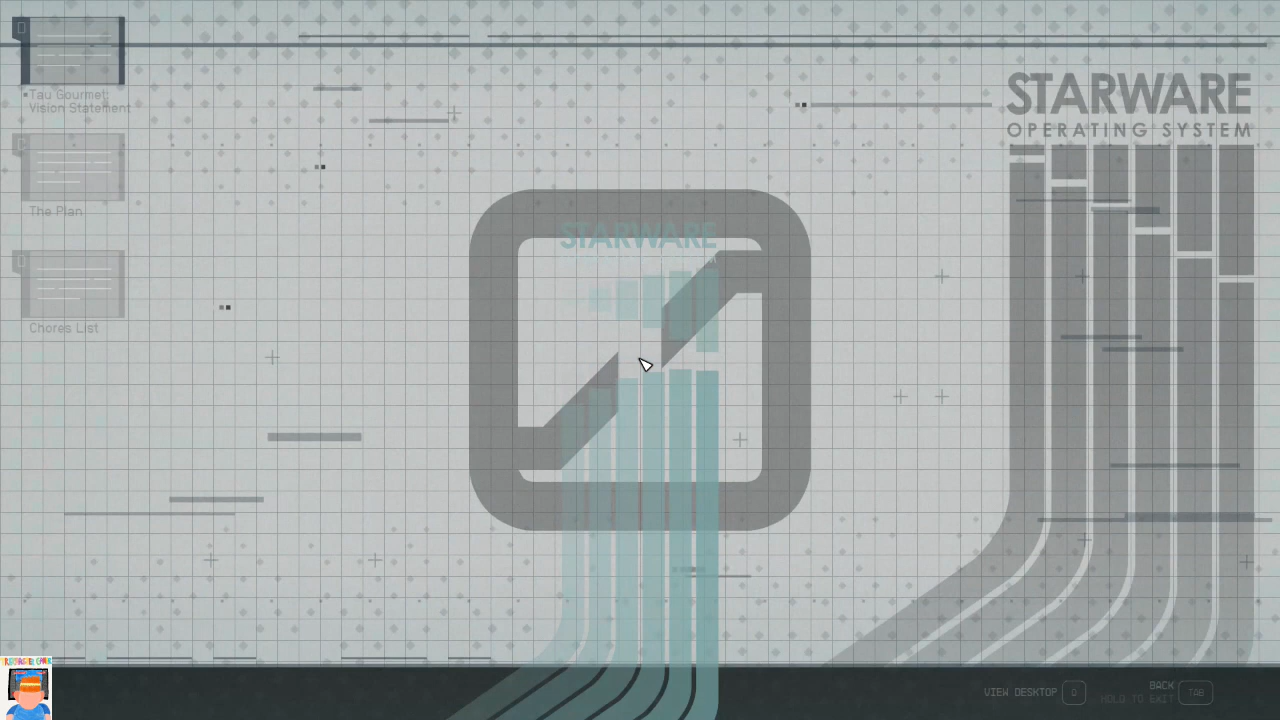 Tau Gourmet:
Vision Statement
The Plan
Chores List
STARWARE
OPERATING SYSTEM
STARWARE
VIEW DESKTOP D
BACK
HOLD TO EXIT TAB